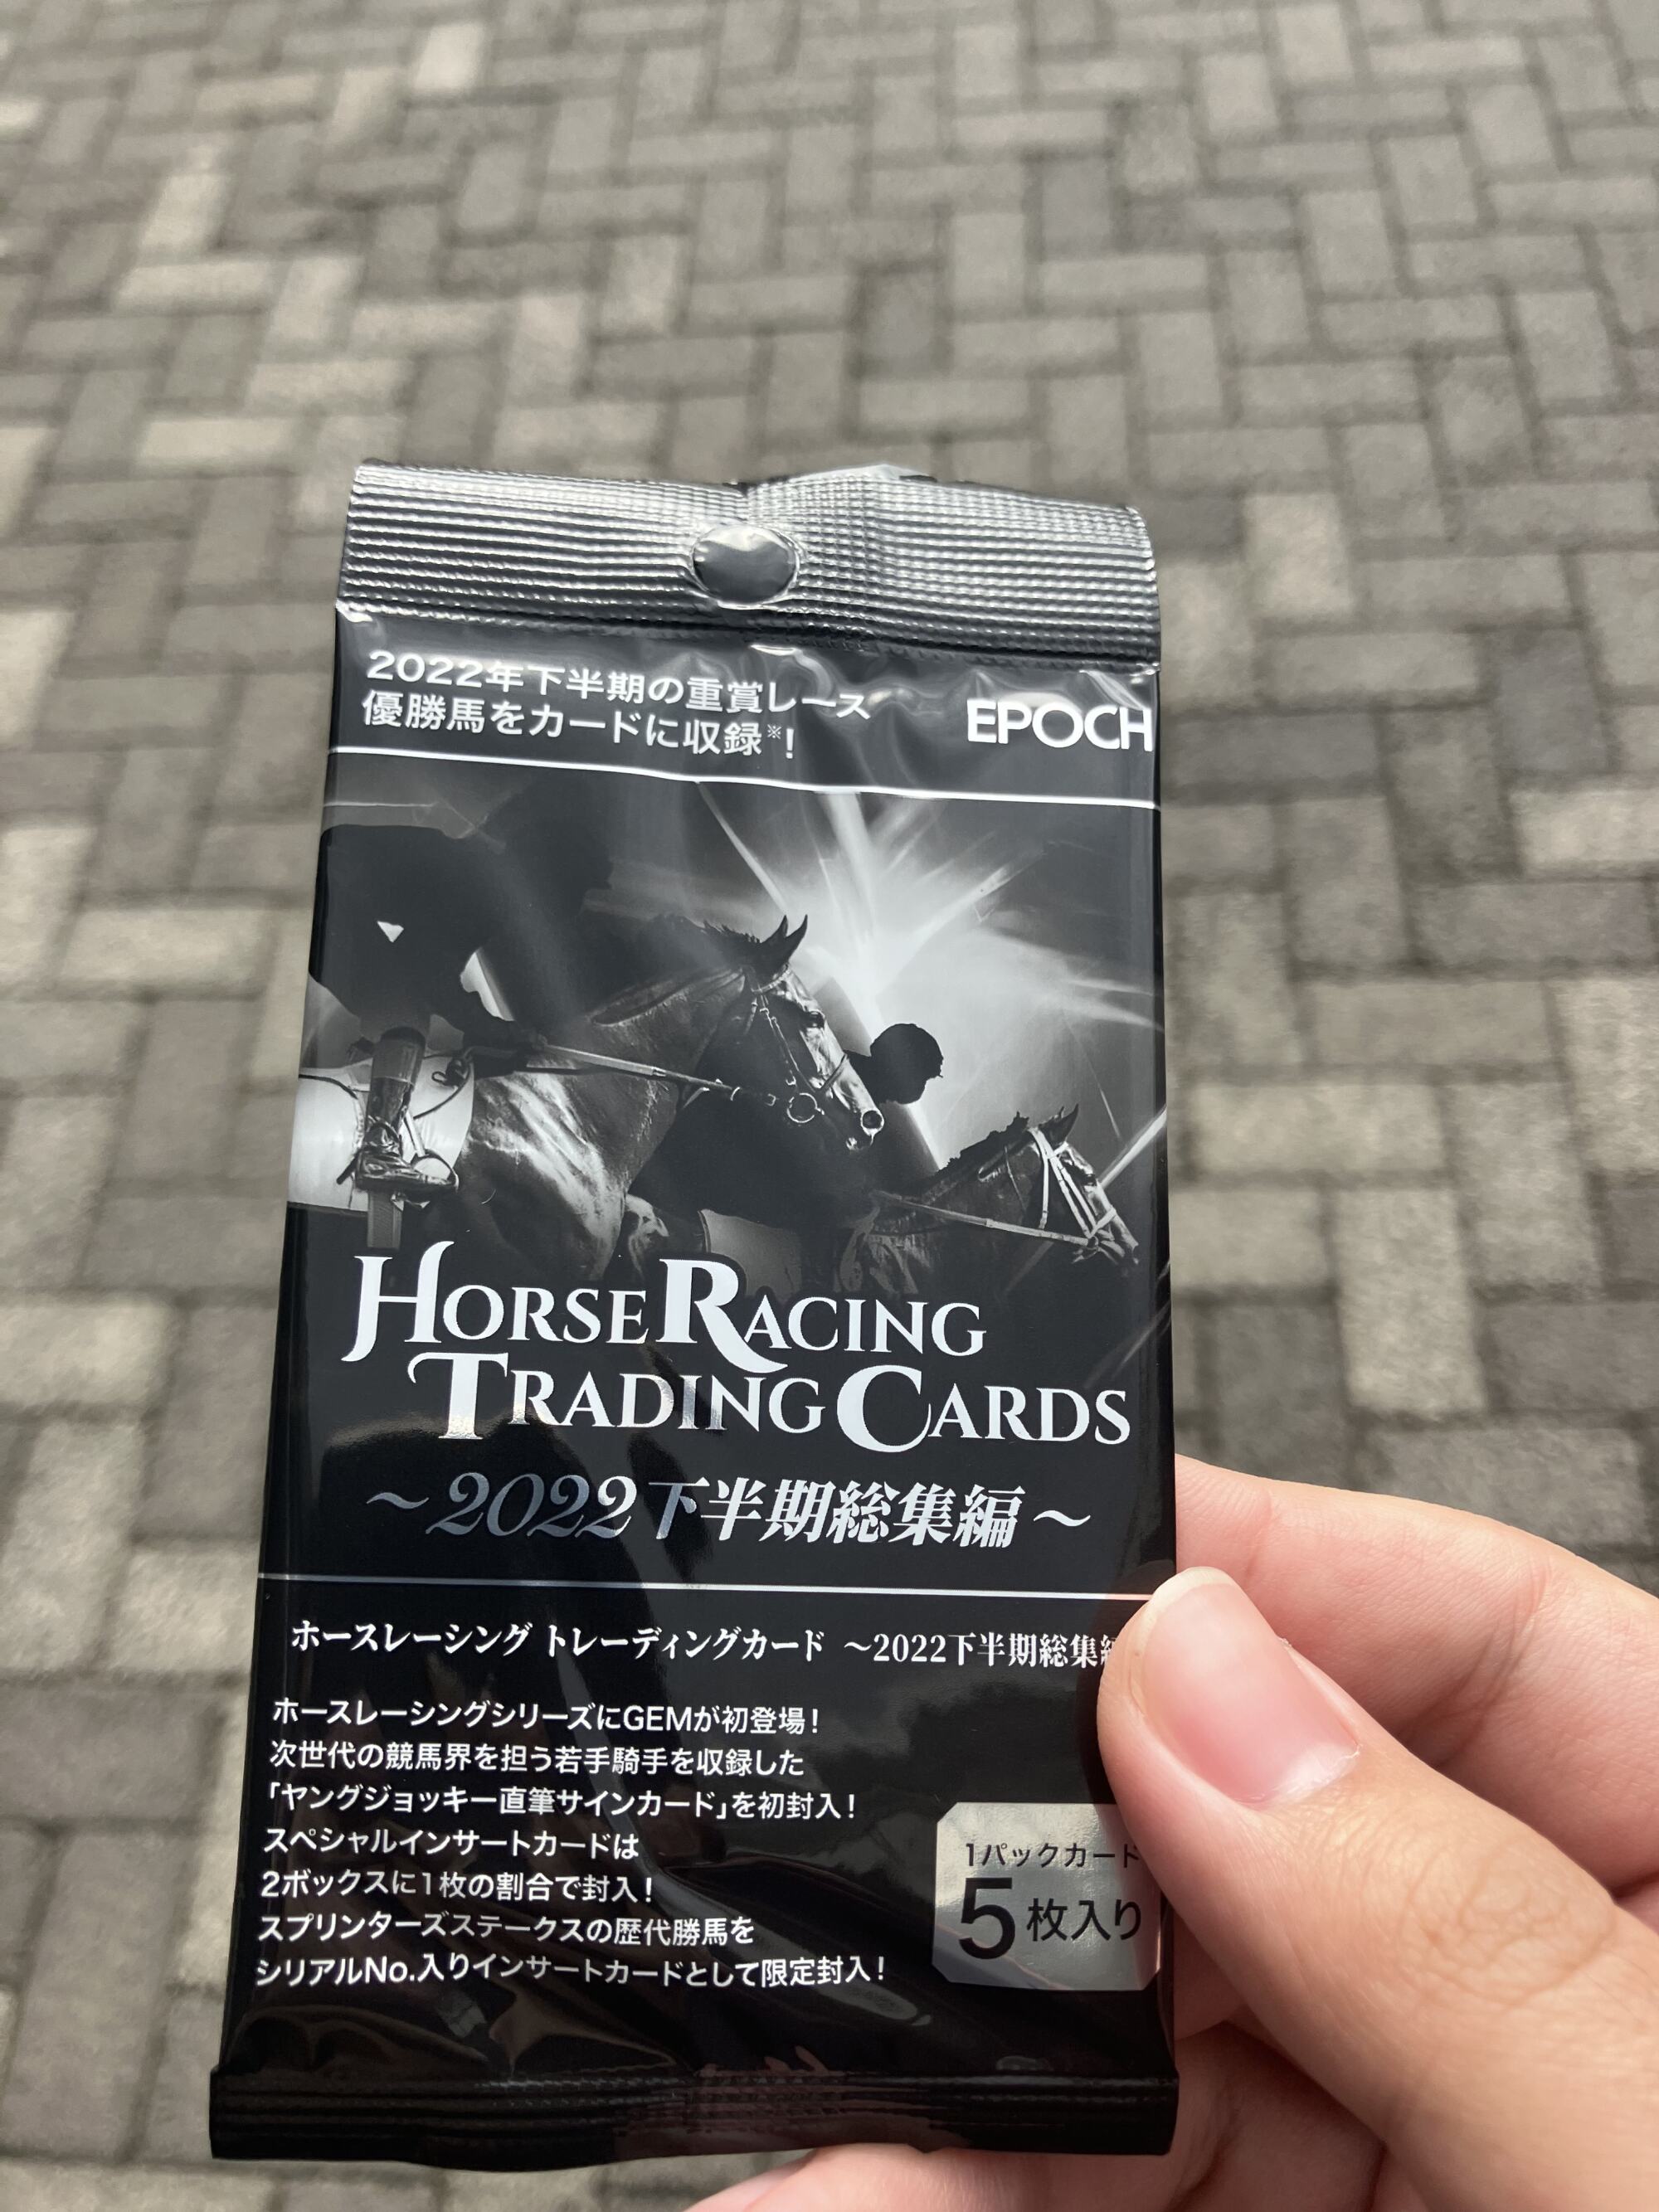 2022年下半期の重賞レース
優勝馬をカードに収録※!
EPOCH
HORSE RACING
TRADING CARDS
～2022下半期総集編～
ホースレーシング トレーディングカード ～2022下半期総集
ホースレーシングシリーズにGEMが初登場!
次世代の競馬界を担う若手騎手を収録した
「ヤングジョッキー直筆サインカード」を初封入!
スペシャルインサートカードは
2ボックスに1枚の割合で封入!
スプリンターズステークスの歴代勝馬を
シリアルNo.入りインサートカードとして限定封入!
1パックカード
5枚入り